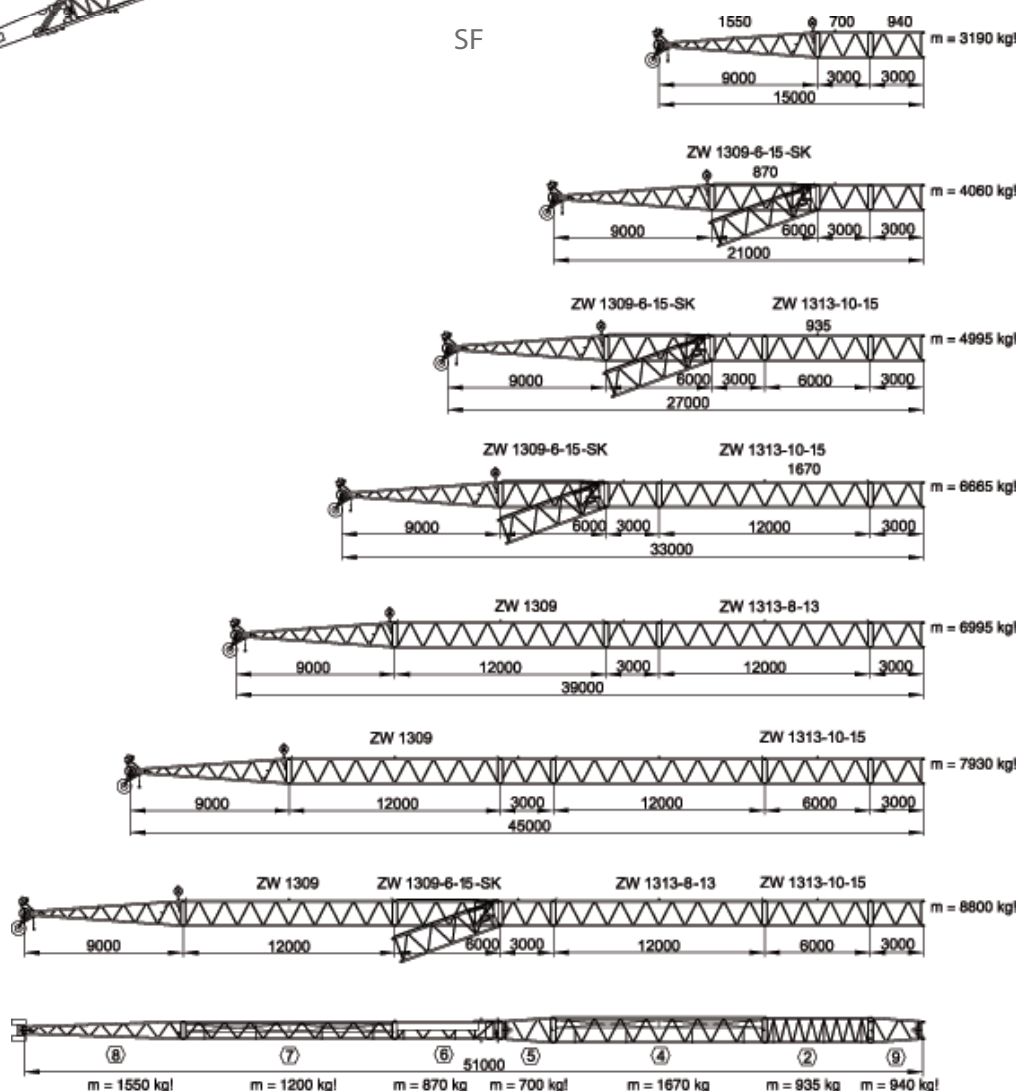 SF
1550 700 940
m = 3190 kg!
9000 3000 3000
15000
ZW 1309-6-15-SK
870
m = 4060 kg!
9000 6000 3000 3000
21000
ZW 1309-6-15-SK ZW 1313-10-15
935
m = 4995 kg!
9000 6000 3000 6000 3000
27000
ZW 1309-6-15-SK ZW 1313-10-15
1670
m = 6665 kg!
9000 6000 3000 12000 3000
33000
ZW 1309 ZW 1313-8-13
m = 6995 kg!
9000 12000 3000 12000 3000
39000
ZW 1309 ZW 1313-10-15
m = 7930 kg!
9000 12000 3000 12000 6000 3000
45000
ZW 1309 ZW 1309-6-15-SK ZW 1313-8-13 ZW 1313-10-15
m = 8800 kg!
9000 12000 6000 3000 12000 6000 3000
8 7 6 5 4 2 9
51000
m = 1550 kg! m = 1200 kg! m = 870 kg m = 700 kg! m = 1670 kg m = 935 kg m = 940 kg!